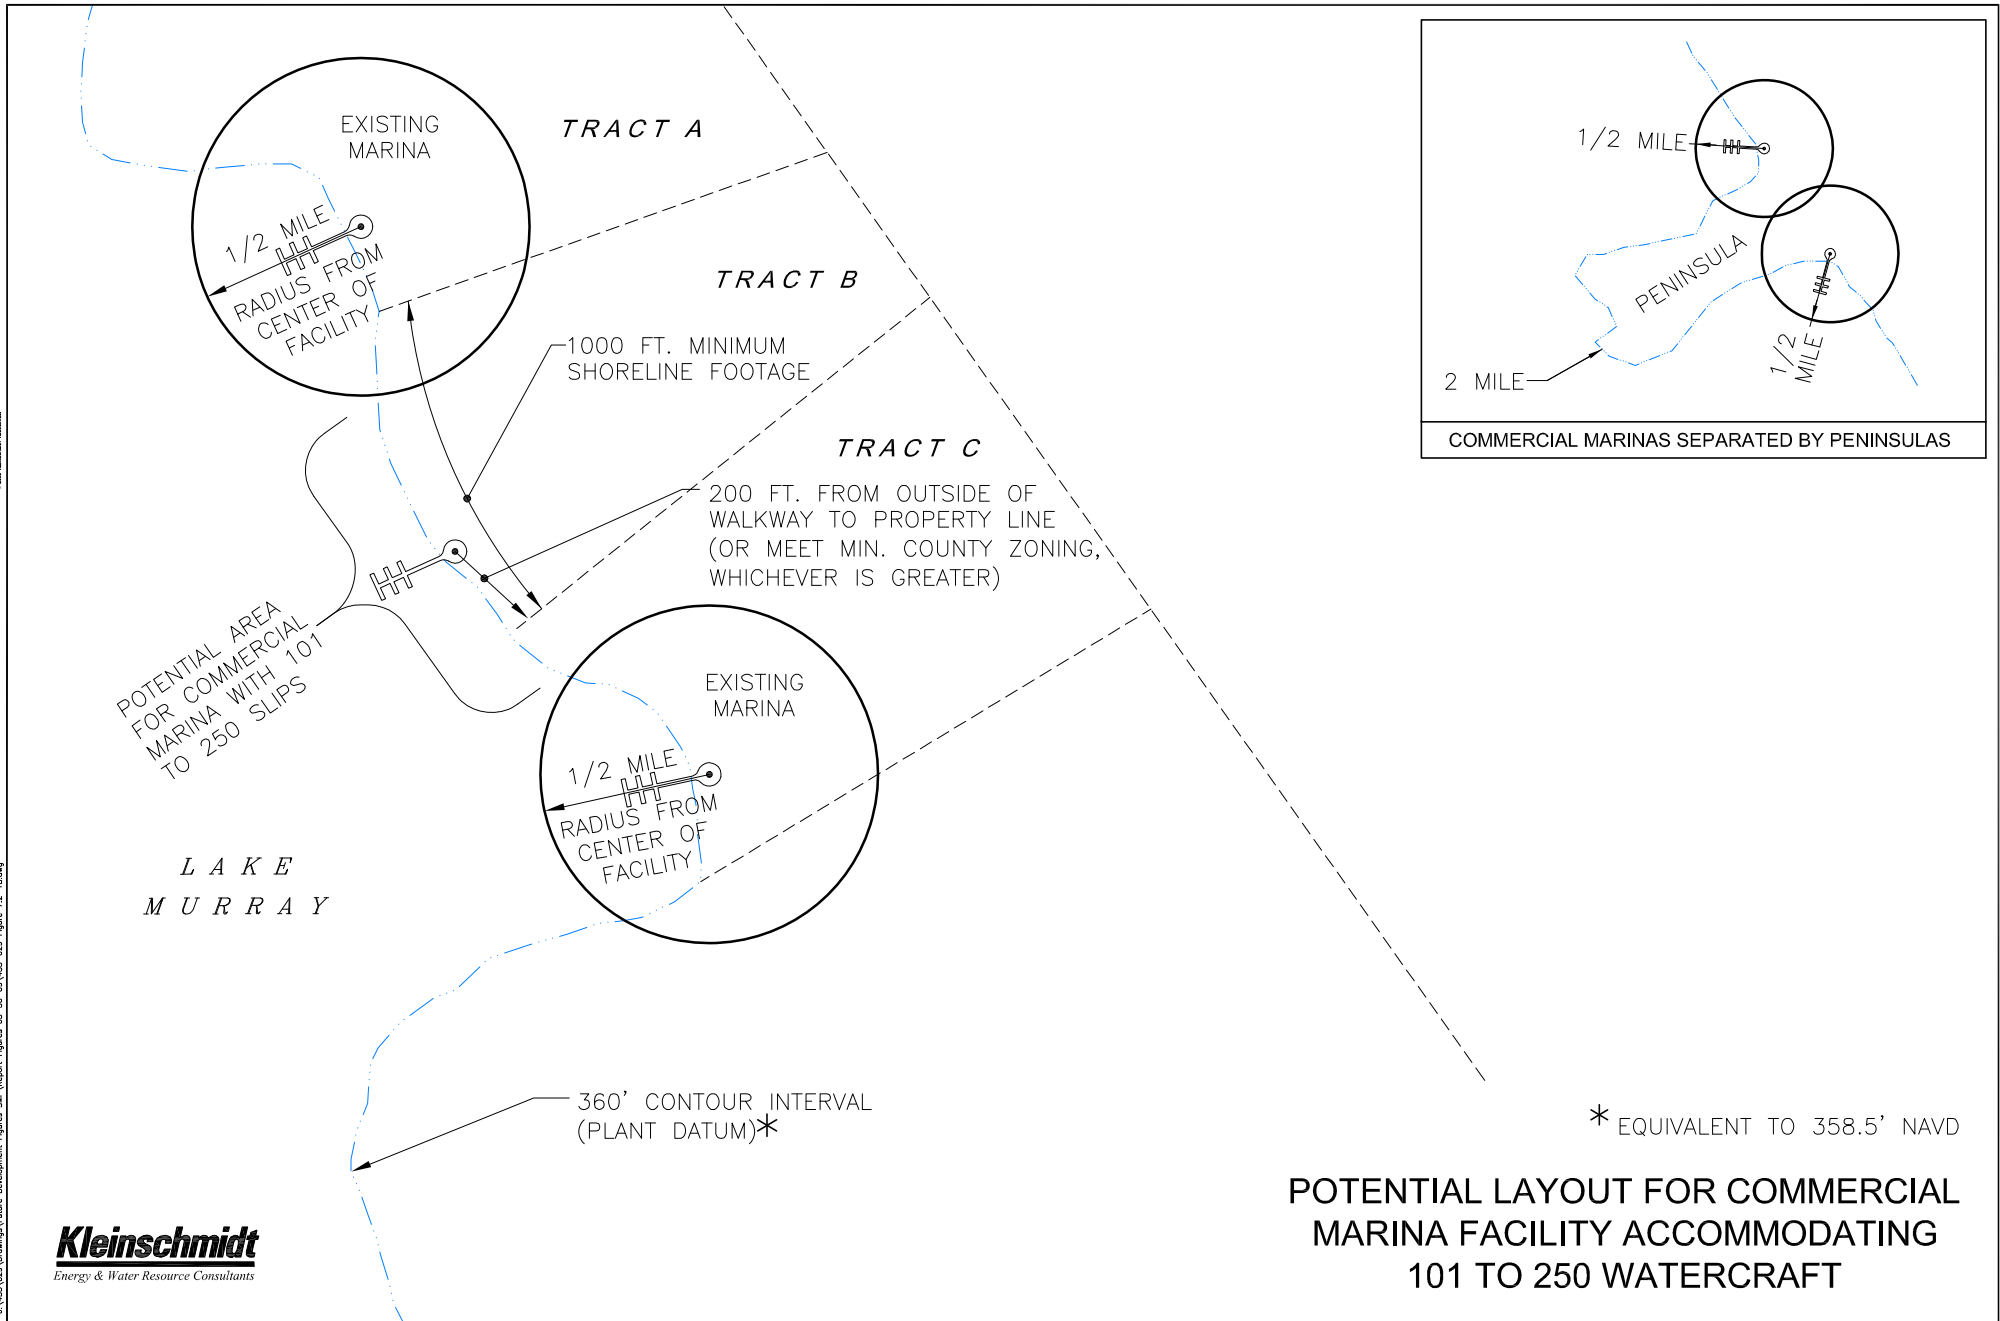 EXISTING
MARINA
TRACT A
1/2 MILE
RADIUS FROM
CENTER OF
FACILITY
TRACT B
1000 FT. MINIMUM
SHORELINE FOOTAGE
TRACT C
200 FT. FROM OUTSIDE OF
WALKWAY TO PROPERTY LINE
(OR MEET MIN. COUNTY ZONING,
WHICHEVER IS GREATER)
POTENTIAL AREA
FOR COMMERCIAL
MARINA WITH 101
TO 250 SLIPS
EXISTING
MARINA
1/2 MILE
RADIUS FROM
CENTER OF
FACILITY
LAKE
MURRAY
360' CONTOUR INTERVAL
(PLANT DATUM)*
1/2 MILE
PENINSULA
1/2
MILE
2 MILE
COMMERCIAL MARINAS SEPARATED BY PENINSULAS
* EQUIVALENT TO 358.5' NAVD
POTENTIAL LAYOUT FOR COMMERCIAL
MARINA FACILITY ACCOMMODATING
101 TO 250 WATERCRAFT
Kleinschmidt
Energy & Water Resource Consultants